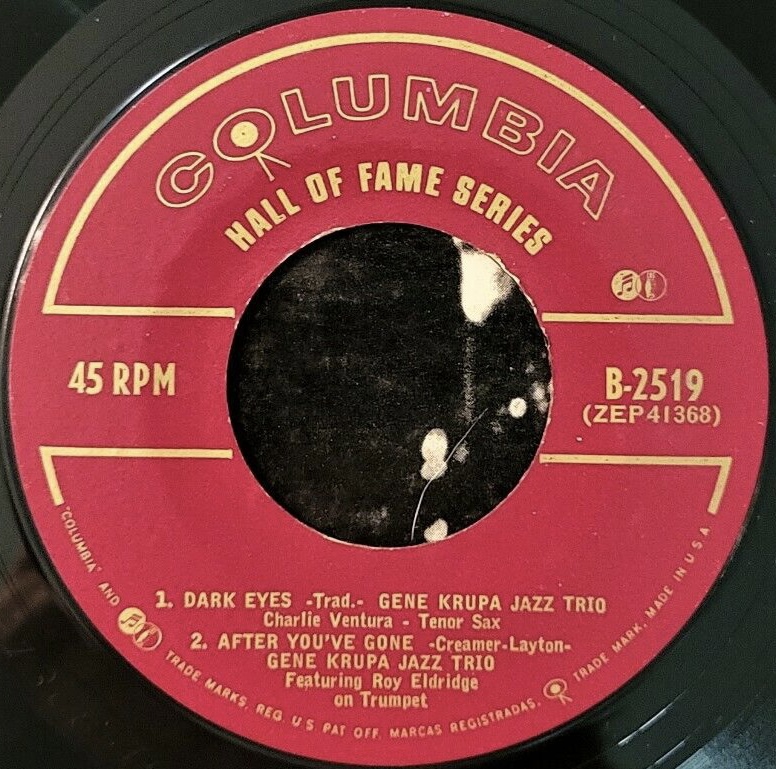 COLUMBIA
HALL OF FAME SERIES
45 RPM
B-2519
(ZEP41368)
1. DARK EYES -Trad.- GENE KRUPA JAZZ TRIO
Charlie Ventura - Tenor Sax
2. AFTER YOU'VE GONE -Creamer-Layton-
GENE KRUPA JAZZ TRIO
Featuring Roy Eldridge
on Trumpet
"COLUMBIA" AND TRADE MARKS, REG. U.S. PAT. OFF. MARCAS REGISTRADAS. TRADE MARK, MADE IN U.S.A